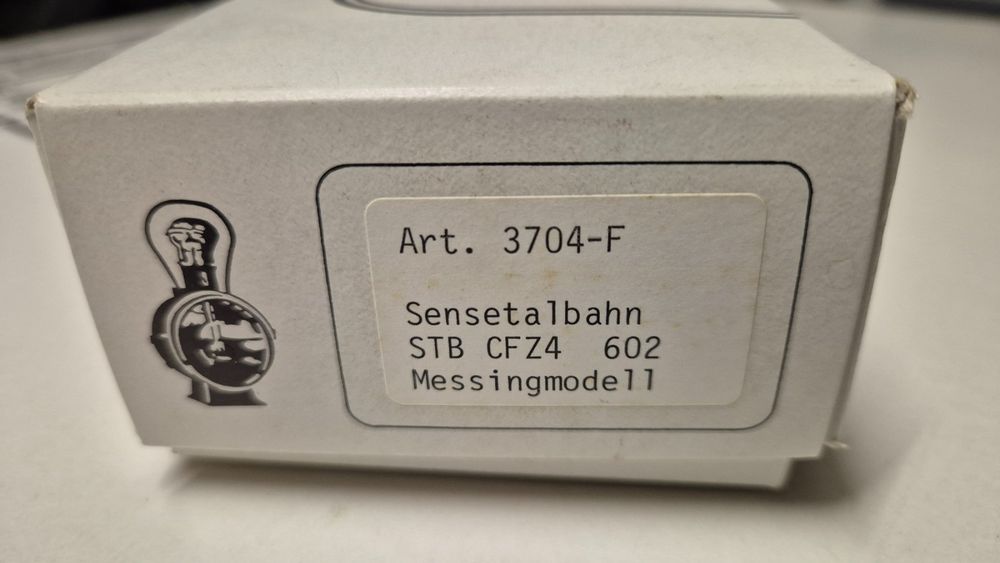 Art. 3704-F
Sensetalbahn
STB CFZ4 602
Messingmodell